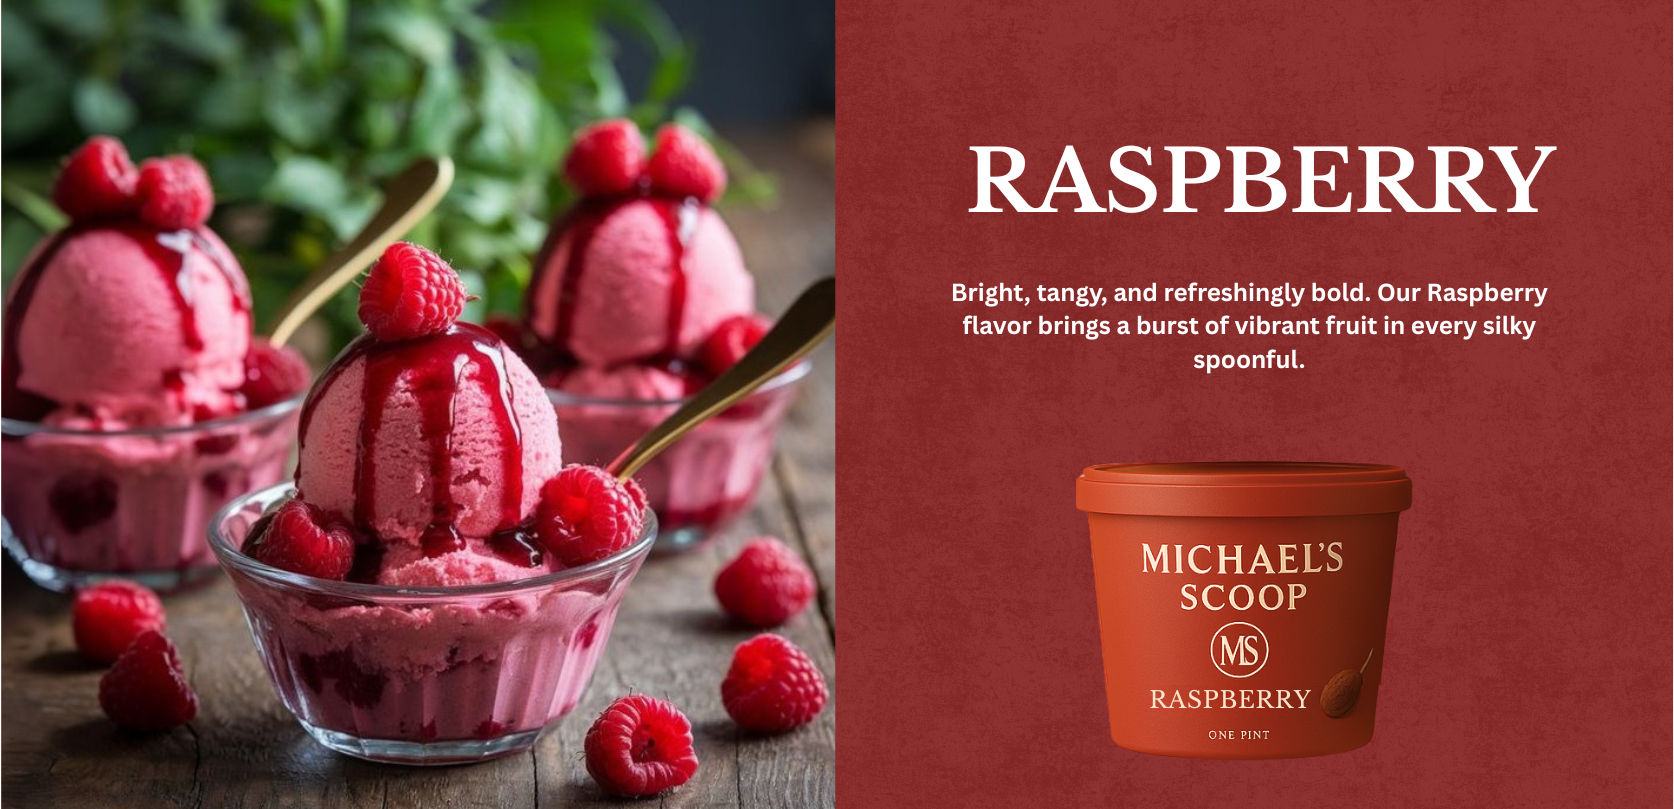 RASPBERRY
Bright, tangy, and refreshingly bold. Our Raspberry
flavor brings a burst of vibrant fruit in every silky
spoonful.
MICHAEL'S
SCOOP
MS
RASPBERRY
ONE PINT